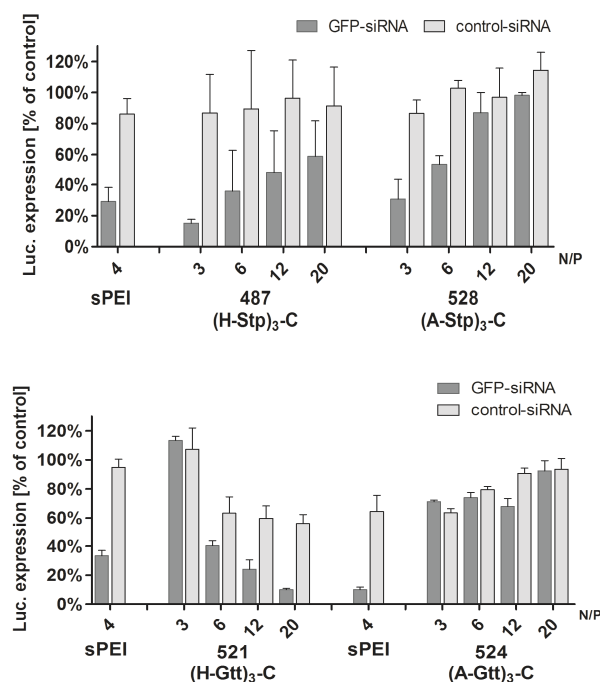 GFP-siRNA control-siRNA
Luc. expression [% of control]
120%
100%
80%
60%
40%
20%
0%
4 3 6 12 20 3 6 12 20 N/P
sPEI 487 528
(H-Stp)3-C (A-Stp)3-C
GFP-siRNA
control-siRNA
Luc. expression [% of control]
120%
100%
80%
60%
40%
20%
0%
4 3 6 12 20 4 3 6 12 20 N/P
sPEI 521 sPEI 524
(H-Gtt)3-C (A-Gtt)3-C